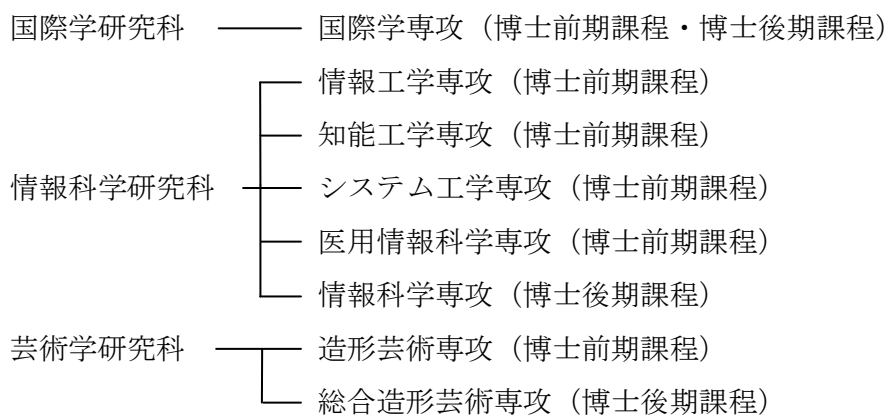 国際学研究科 国際学専攻（博士前期課程・博士後期課程）
情報工学専攻（博士前期課程）
知能工学専攻（博士前期課程）
情報科学研究科 システム工学専攻（博士前期課程）
医用情報科学専攻（博士前期課程）
情報科学専攻（博士後期課程）
芸術学研究科 造形芸術専攻（博士前期課程）
総合造形芸術専攻（博士後期課程）